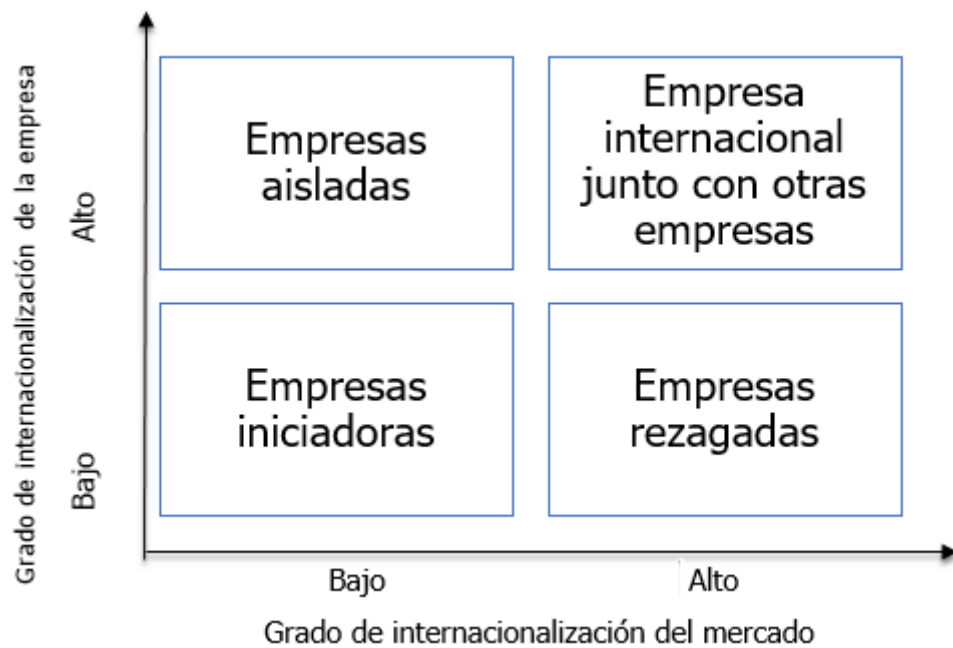 Grado de internacionalización de la empresa
Alto
Bajo
Empresas
aisladas
Empresa
internacional
junto con otras
empresas
Empresas
iniciadoras
Empresas
rezagadas
Bajo
Alto
Grado de internacionalización del mercado